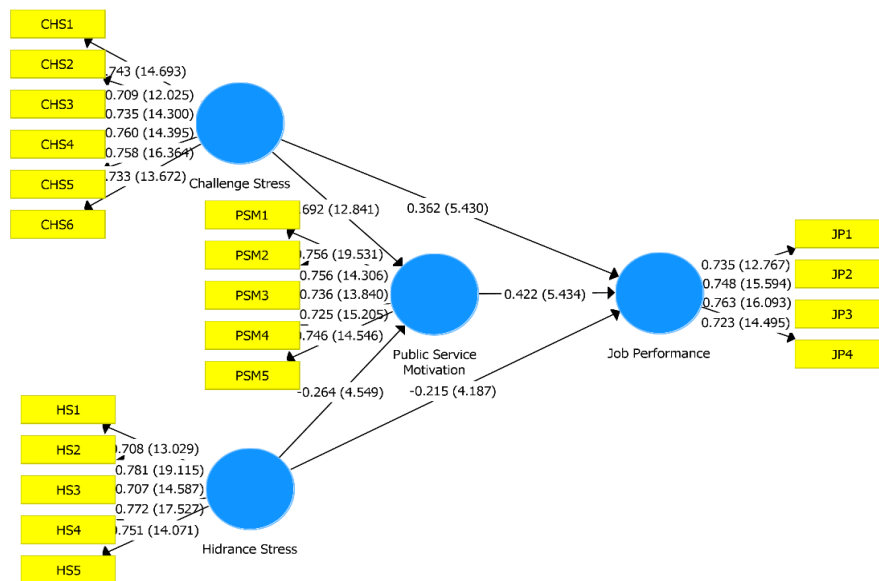 CHS1
CHS2
CHS3
CHS4
CHS5
CHS6
.743 (14.693)
0.709 (12.025)
0.735 (14.300)
0.760 (14.395)
0.758 (16.364)
.733 (13.672)
Challenge Stress
.692 (12.841)
0.362 (5.430)
PSM1
PSM2
PSM3
PSM4
PSM5
0.756 (19.531)
0.756 (14.306)
0.736 (13.840)
0.725 (15.205)
0.746 (14.546)
Public Service
Motivation
0.422 (5.434)
Job Performance
0.735 (12.767)
0.748 (15.594)
0.763 (16.093)
0.723 (14.495)
JP1
JP2
JP3
JP4
-0.264 (4.549)
-0.215 (4.187)
HS1
HS2
HS3
HS4
HS5
0.708 (13.029)
0.781 (19.115)
0.707 (14.587)
0.772 (17.527)
0.751 (14.071)
Hidrance Stress